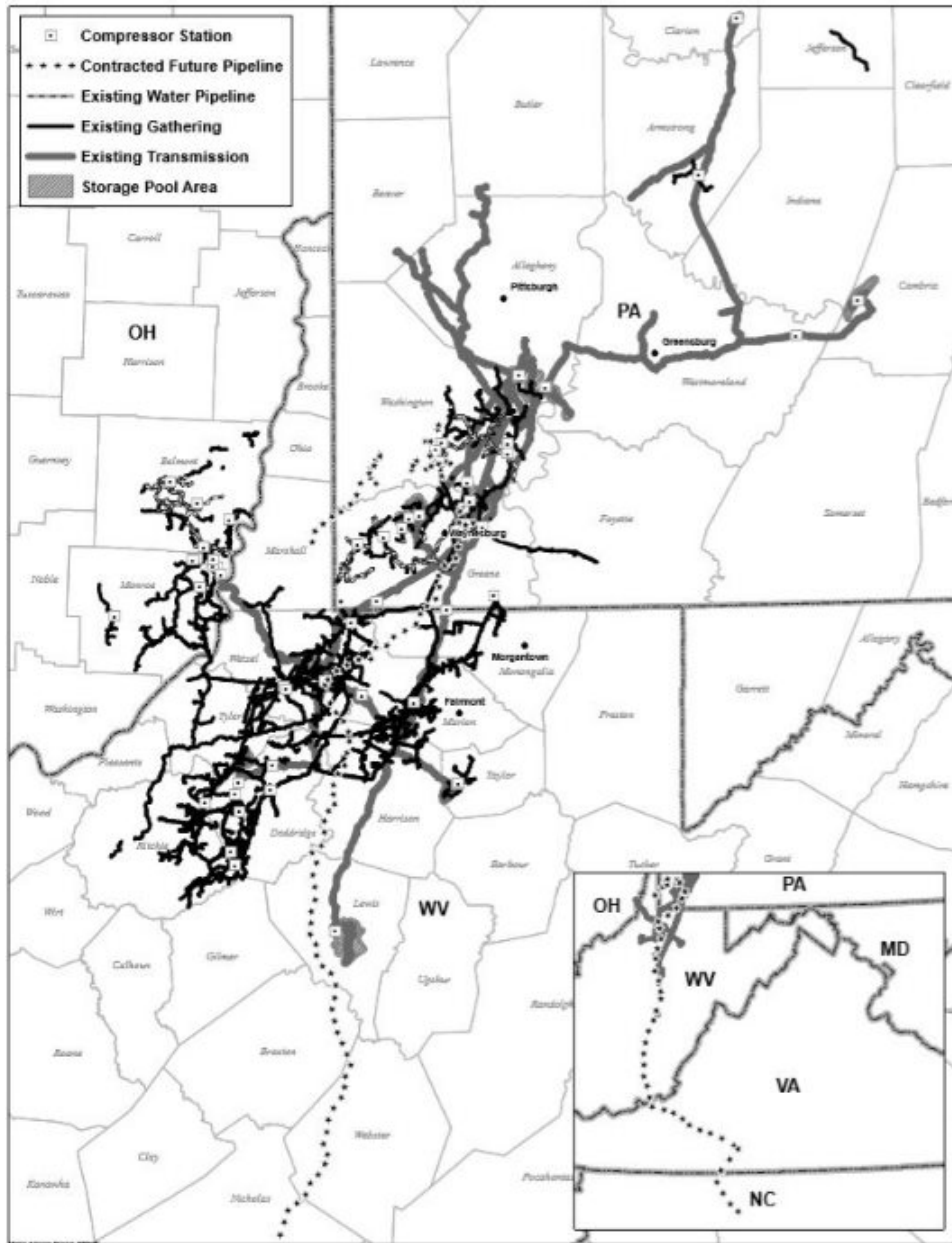 Compressor Station
Contracted Future Pipeline
Existing Water Pipeline
Existing Gathering
Existing Transmission
Storage Pool Area
Clarion
Jefferson
Lawrence
Butler
Clearfield
Armstrong
Beaver
Indiana
Carroll
Hancock
Tuscarawas
Jefferson
Allegheny
Cambria
Pittsburgh
OH
PA
Harrison
Greensburg
Brooke
Westmoreland
Washington
Guernsey
Belmont
Ohio
Bedford
Somerset
Fayette
Marshall
Waynesburg
Noble
Monroe
Greene
Allegany
Wetzel
Morgantown
Monongalia
Garrett
Washington
Tyler
Fairmont
Marion
Preston
Mineral
Pleasants
Taylor
Hampshire
Wood
Harrison
Doddridge
Ritchie
Barbour
Tucker
Grant
Wirt
Lewis
WV
Gilmer
Calhoun
Upshur
Randolph
Roane
Braxton
Webster
Clay
Kanawha
Nicholas
Pocahontas
PA
OH
MD
WV
VA
NC